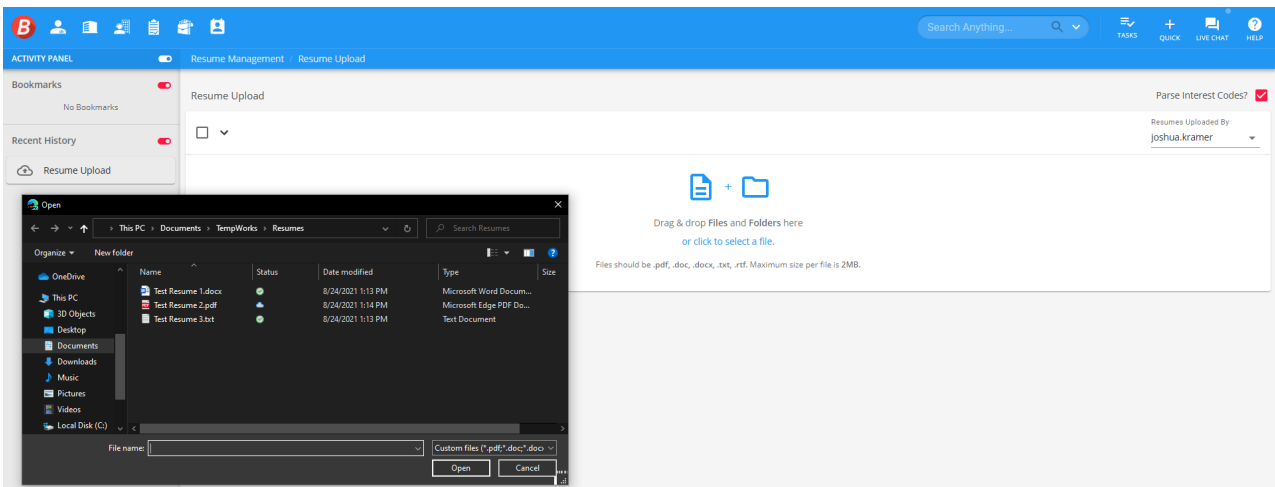 B
Search Anything...
TASKS
QUICK
LIVE CHAT
HELP
ACTIVITY PANEL
Resume Management / Resume Upload
Bookmarks
No Bookmarks
Recent History
Resume Upload
Resume Upload
Parse Interest Codes?
Resumes Uploaded By
joshua.kramer
+
Drag & drop Files and Folders here
or click to select a file.
Files should be .pdf, .doc, .docx, .txt, .rtf. Maximum size per file is 2MB.
Open
This PC › Documents › TempWorks › Resumes
Search Resumes
Organize New folder
OneDrive
This PC
3D Objects
Desktop
Documents
Downloads
Music
Pictures
Videos
Local Disk (C:)
Name Status Date modified Type Size
Test Resume 1.docx 8/24/2021 1:13 PM Microsoft Word Docum...
Test Resume 2.pdf 8/24/2021 1:14 PM Microsoft Edge PDF Do...
Test Resume 3.txt 8/24/2021 1:13 PM Text Document
File name:
Custom files (*.pdf;*.doc;*.doc
Open Cancel